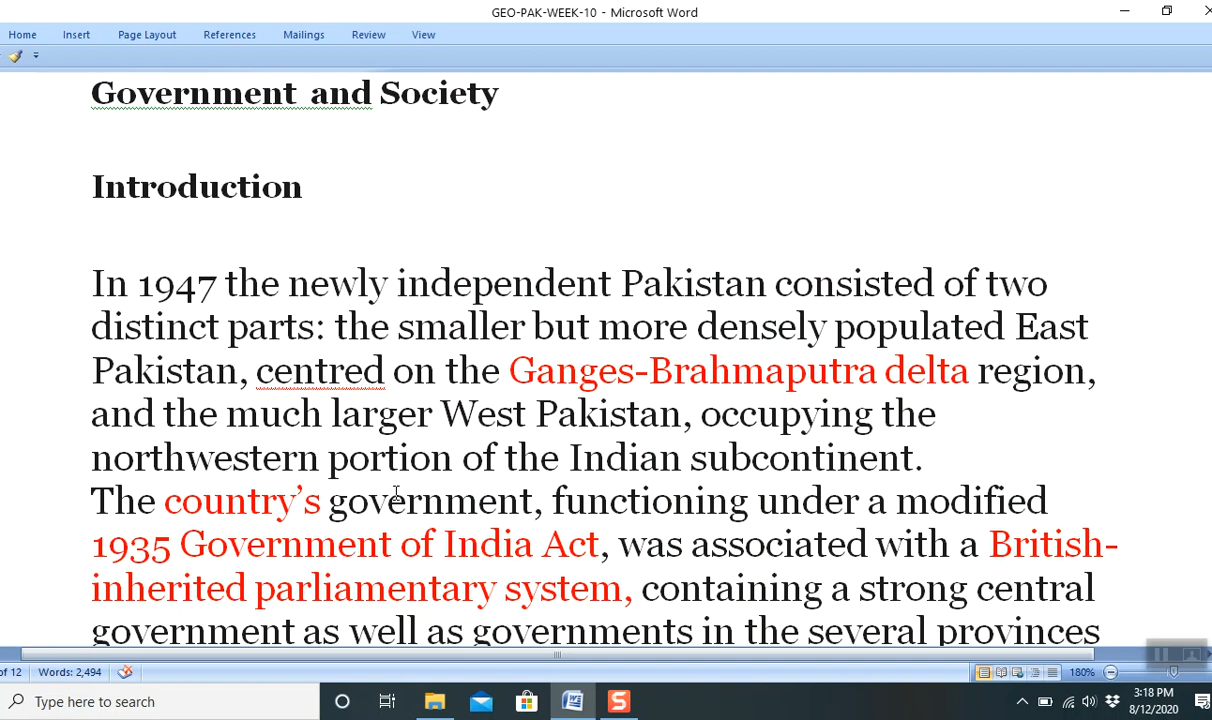 GEO-PAK-WEEK-10 - Microsoft Word
Home Insert Page Layout References Mailings Review View
Government and Society
Introduction
In 1947 the newly independent Pakistan consisted of two
distinct parts: the smaller but more densely populated East
Pakistan, centred on the Ganges-Brahmaputra delta region,
and the much larger West Pakistan, occupying the
northwestern portion of the Indian subcontinent.
The country’s government, functioning under a modified
1935 Government of India Act, was associated with a British-
inherited parliamentary system, containing a strong central
government as well as governments in the several provinces
of 12 Words: 2,494 180%
Type here to search
3:18 PM
8/12/2020